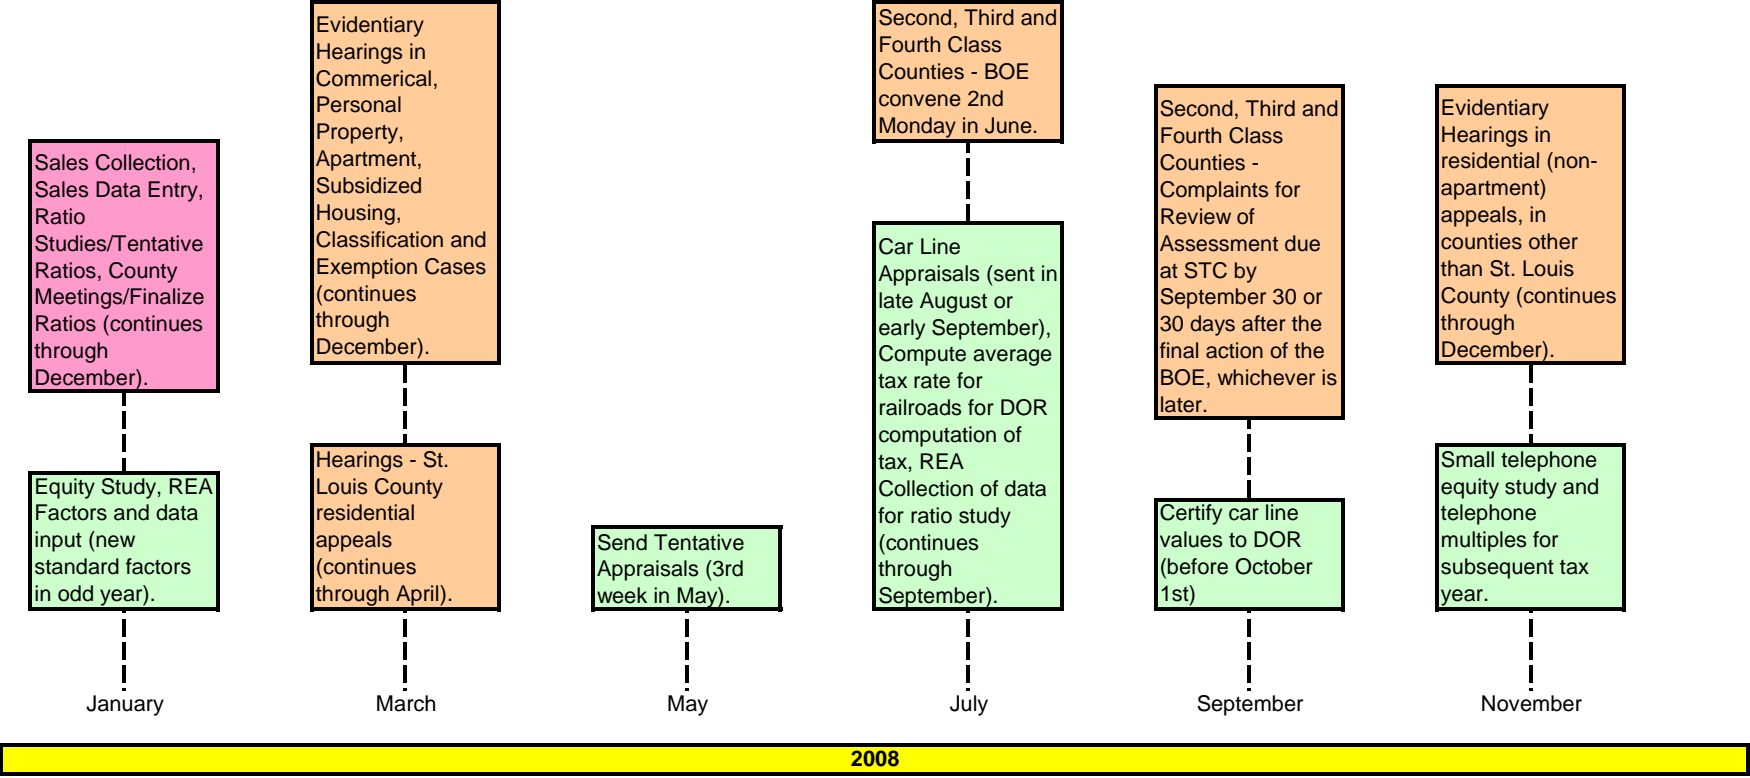 Sales Collection,
Sales Data Entry,
Ratio
Studies/Tentative
Ratios, County
Meetings/Finalize
Ratios (continues
through
December).
Equity Study, REA
Factors and data
input (new
standard factors
in odd year).
January
Evidentiary
Hearings in
Commerical,
Personal
Property,
Apartment,
Subsidized
Housing,
Classification and
Exemption Cases
(continues
through
December).
Hearings - St.
Louis County
residential
appeals
(continues
through April).
March
Send Tentative
Appraisals (3rd
week in May).
May
Second, Third and
Fourth Class
Counties - BOE
convene 2nd
Monday in June.
Car Line
Appraisals (sent in
late August or
early September),
Compute average
tax rate for
railroads for DOR
computation of
tax, REA
Collection of data
for ratio study
(continues
through
September).
July
Second, Third and
Fourth Class
Counties -
Complaints for
Review of
Assessment due
at STC by
September 30 or
30 days after the
final action of the
BOE, whichever is
later.
Certify car line
values to DOR
(before October
1st)
September
Evidentiary
Hearings in
residential (non-
apartment)
appeals, in
counties other
than St. Louis
County (continues
through
December).
Small telephone
equity study and
telephone
multiples for
subsequent tax
year.
November
2008